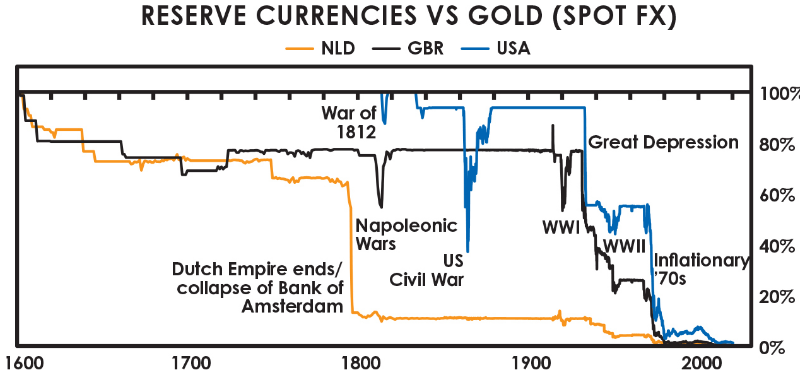 RESERVE CURRENCIES VS GOLD (SPOT FX)
NLD GBR USA
100%
War of
1812
80%
Great Depression
60%
Napoleonic
Wars
WWI
WWII
40%
US
Civil War
Inflationary
'70s
Dutch Empire ends/
collapse of Bank of
Amsterdam
20%
0%
1600 1700 1800 1900 2000